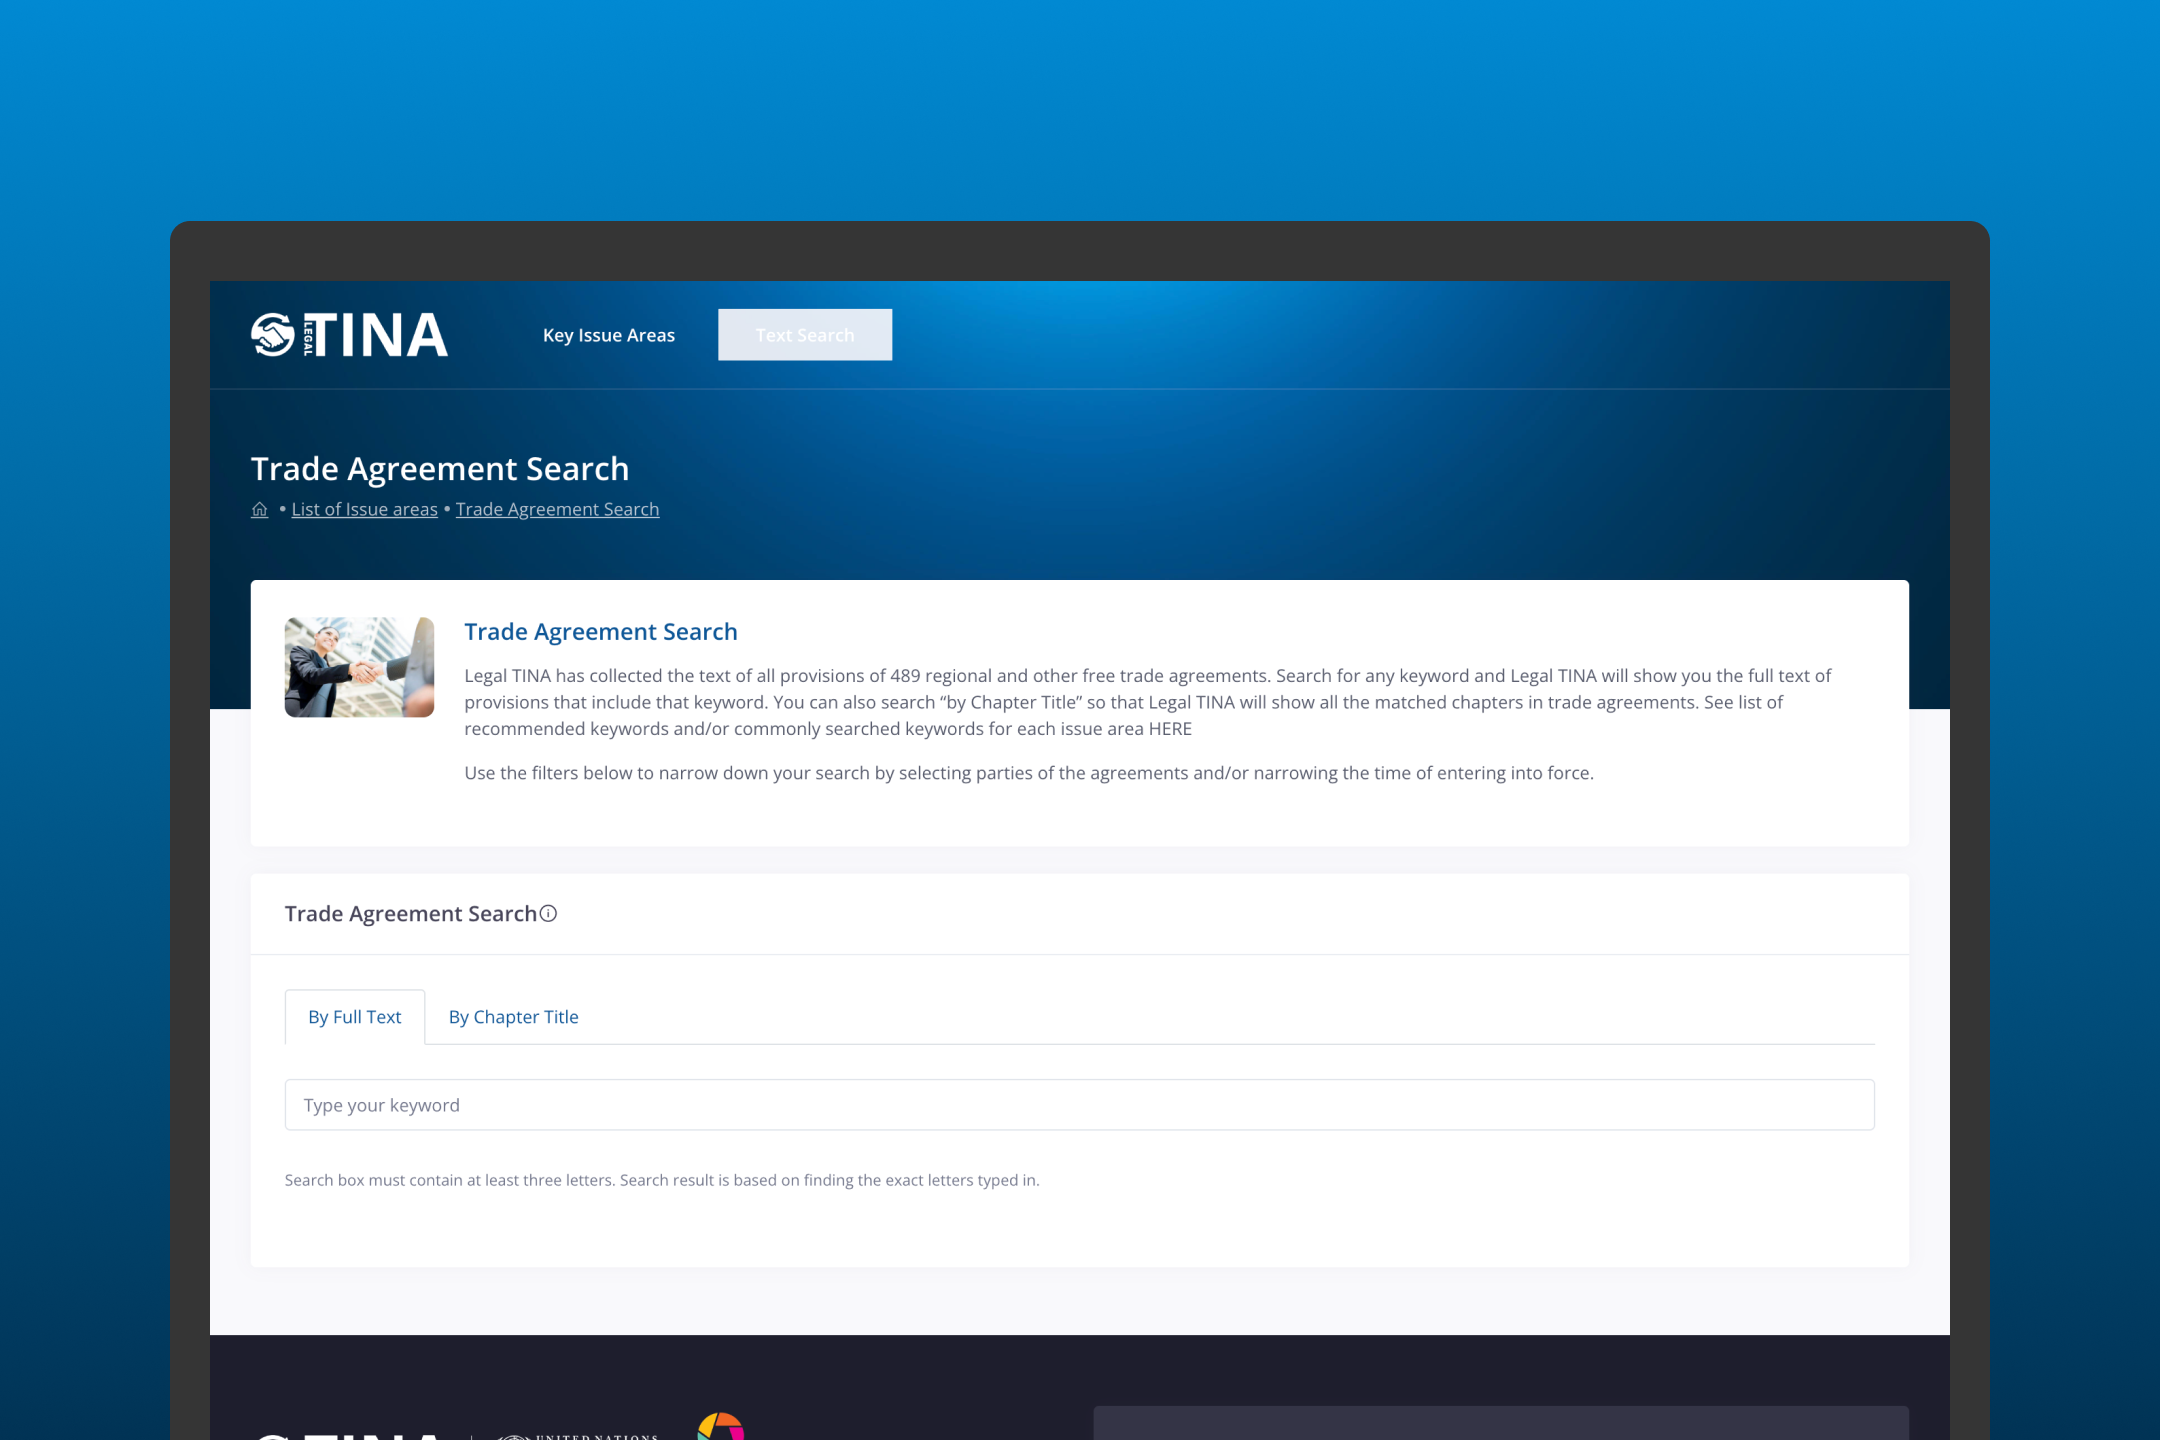 LEGAL TINA
Key Issue Areas
Text Search
Trade Agreement Search
• List of Issue areas • Trade Agreement Search
Trade Agreement Search
Legal TINA has collected the text of all provisions of 489 regional and other free trade agreements. Search for any keyword and Legal TINA will show you the full text of
provisions that include that keyword. You can also search “by Chapter Title” so that Legal TINA will show all the matched chapters in trade agreements. See list of
recommended keywords and/or commonly searched keywords for each issue area HERE
Use the filters below to narrow down your search by selecting parties of the agreements and/or narrowing the time of entering into force.
Trade Agreement Search
By Full Text
By Chapter Title
Type your keyword
Search box must contain at least three letters. Search result is based on finding the exact letters typed in.
TINA
UNITED NATIONS